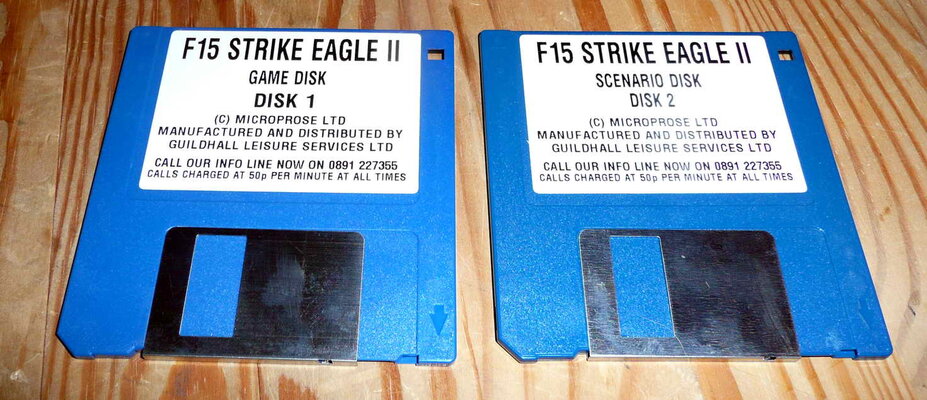 F15 STRIKE EAGLE II
GAME DISK
DISK 1
(C) MICROPROSE LTD
MANUFACTURED AND DISTRIBUTED BY
GUILDHALL LEISURE SERVICES LTD
CALL OUR INFO LINE NOW ON 0891 227355
CALLS CHARGED AT 50p PER MINUTE AT ALL TIMES
F15 STRIKE EAGLE II
SCENARIO DISK
DISK 2
(C) MICROPROSE LTD
MANUFACTURED AND DISTRIBUTED BY
GUILDHALL LEISURE SERVICES LTD
CALL OUR INFO LINE NOW ON 0891 227355
CALLS CHARGED AT 50p PER MINUTE AT ALL TIMES